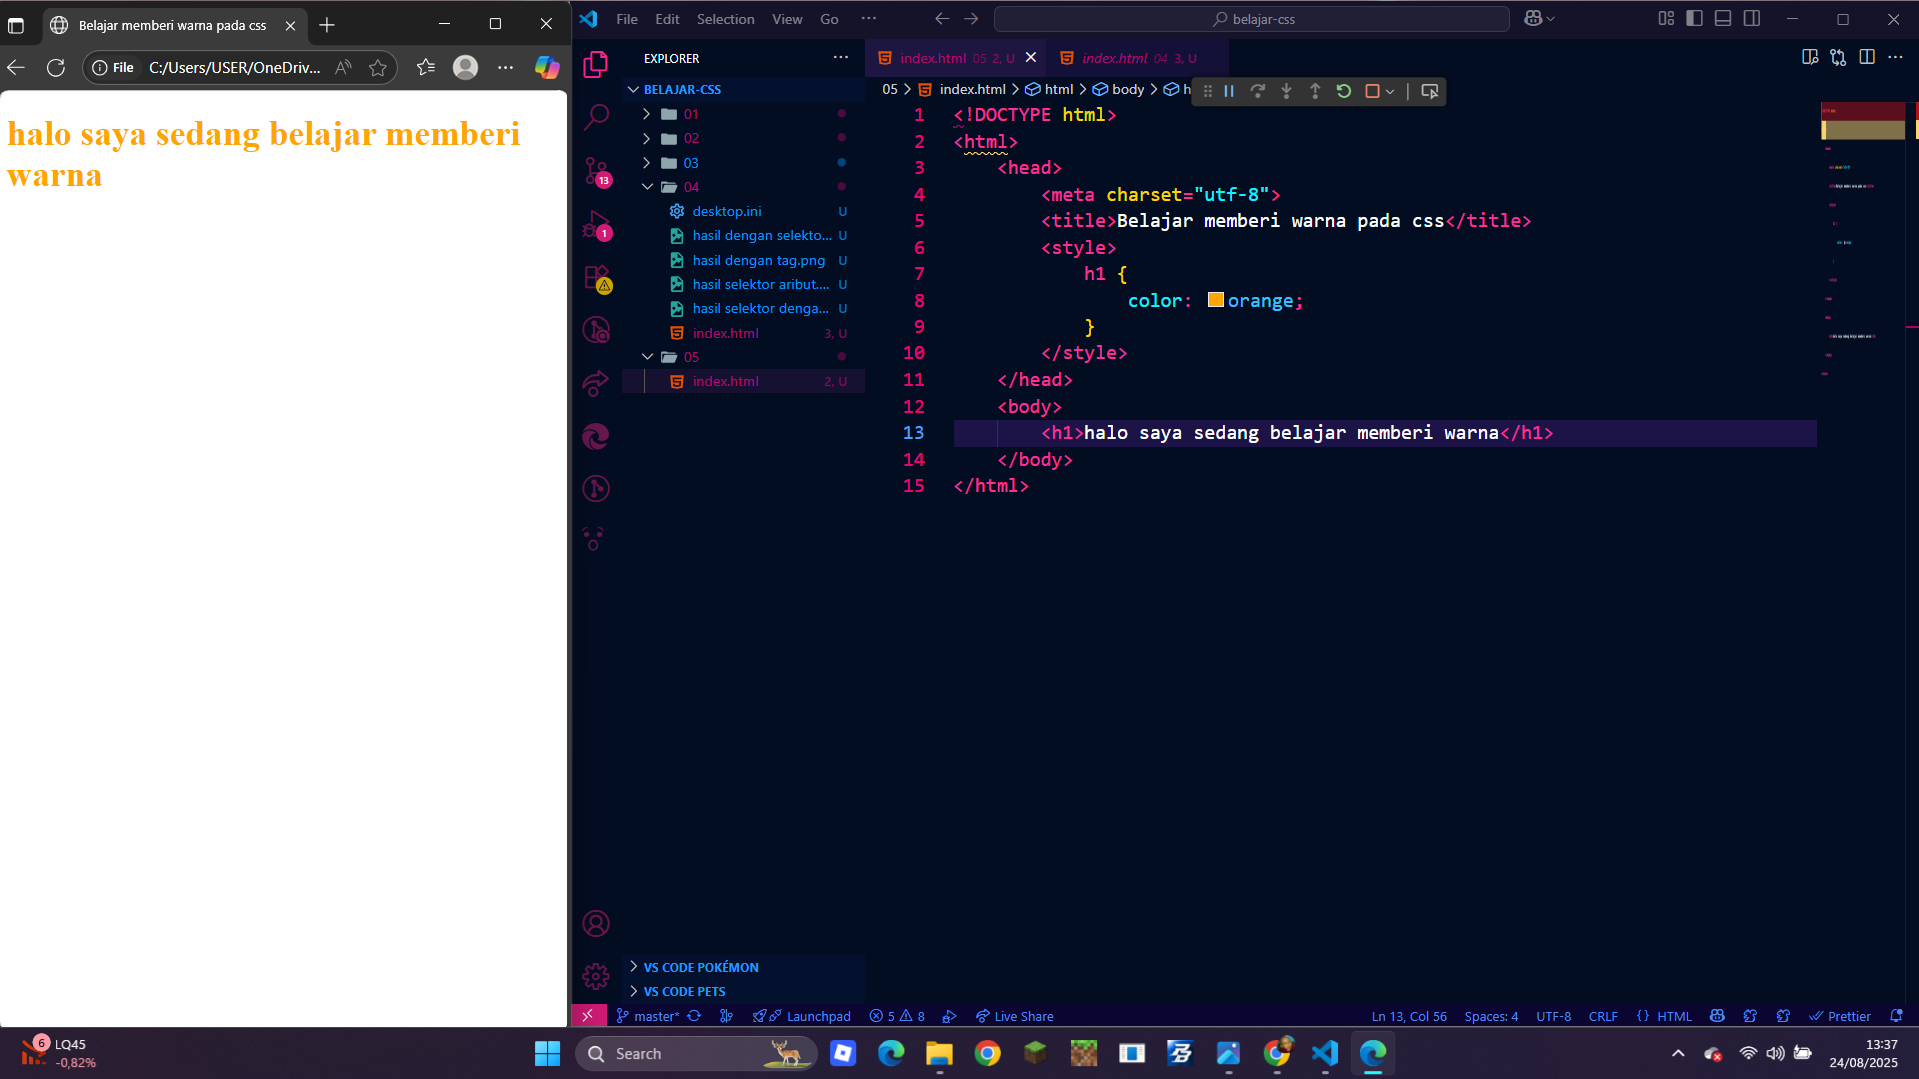 Belajar memberi warna pada css
File C:/Users/USER/OneDriv...
halo saya sedang belajar memberi
warna
File Edit Selection View Go ...
belajar-css
EXPLORER
BELAJAR-CSS
01
02
03
04
desktop.ini U
hasil dengan selekto... U
hasil dengan tag.png U
hasil selektor aribut.... U
hasil selektor denga... U
index.html 3, U
05
index.html 2, U
13
1
VS CODE POKÉMON
VS CODE PETS
index.html 05 2, U
index.html 04 3, U
05 > index.html > html > body > h
1 <!DOCTYPE html>
2 <html>
3 <head>
4 <meta charset="utf-8">
5 <title>Belajar memberi warna pada css</title>
6 <style>
7 h1 {
8 color: orange;
9 }
10 </style>
11 </head>
12 <body>
13 <h1>halo saya sedang belajar memberi warna</h1>
14 </body>
15 </html>
master* Launchpad 5 8 Live Share Ln 13, Col 56 Spaces: 4 UTF-8 CRLF {} HTML Prettier
6 LQ45
-0,82%
Search
13:37
24/08/2025